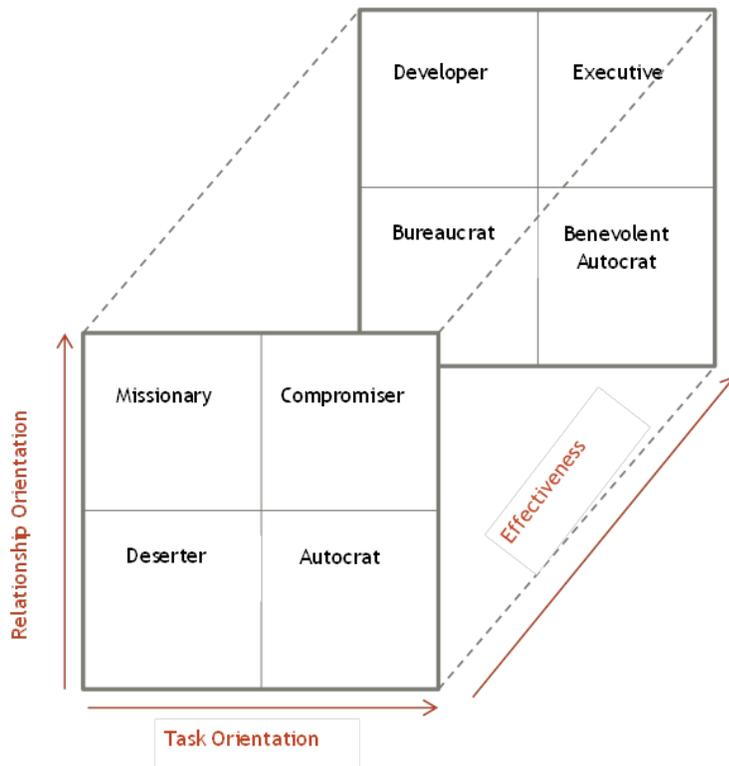 Developer
Executive
Bureaucrat
Benevolent
Autocrat
Missionary
Compromiser
Deserter
Autocrat
Relationship Orientation
Effectiveness
Task Orientation